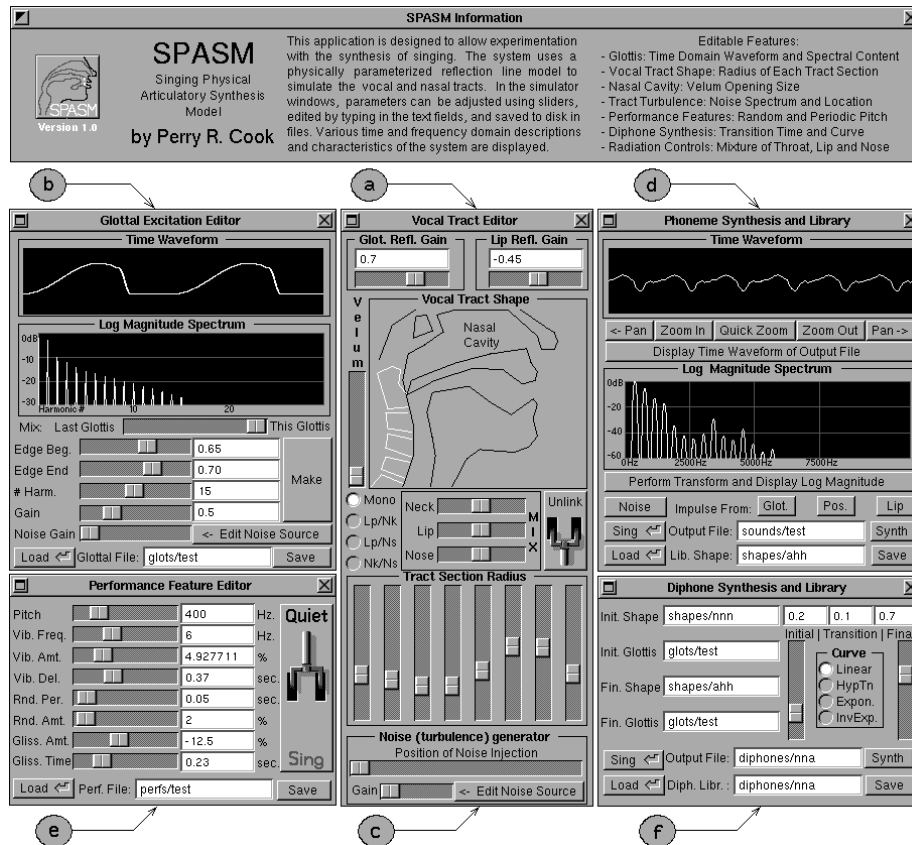 SPASM Information
SPASM
Version 1.0
SPASM
Singing Physical
Articulatory Synthesis
Model
by Perry R. Cook
This application is designed to allow experimentation
with the synthesis of singing. The system uses a
physically parameterized reflection line model to
simulate the vocal and nasal tracts. In the simulator
windows, parameters can be adjusted using sliders,
edited by typing in the text fields, and saved to disk in
files. Various time and frequency domain descriptions
and characteristics of the system are displayed.
Editable Features:
- Glottis: Time Domain Waveform and Spectral Content
- Vocal Tract Shape: Radius of Each Tract Section
- Nasal Cavity: Velum Opening Size
- Tract Turbulence: Noise Spectrum and Location
- Performance Features: Random and Periodic Pitch
- Diphone Synthesis: Transition Time and Curve
- Radiation Controls: Mixture of Throat, Lip and Nose
b
a
d
Glottal Excitation Editor
Time Waveform
Log Magnitude Spectrum
0dB
-10
-20
-30
Harmonic # 10 20
Mix: Last Glottis This Glottis
Edge Beg. 0.65
Edge End 0.70
# Harm. 15
Gain 0.5
Make
Noise Gain <- Edit Noise Source
Load Glottal File: glots/test Save
Performance Feature Editor
Pitch 400 Hz.
Vib. Freq. 6 Hz.
Vib. Amt. 4.927711 %
Vib. Del. 0.37 sec.
Rnd. Per. 0.05 sec.
Rnd. Amt. 2 %
Gliss. Amt. -12.5 %
Gliss. Time 0.23 sec.
Quiet
Sing
Load Perf. File: perfs/test Save
Vocal Tract Editor
Glot. Refl. Gain
0.7
Lip Refl. Gain
-0.45
Velum
Vocal Tract Shape
Nasal
Cavity
Mono
Lp/Nk
Lp/Ns
Nk/Ns
Neck
Lip
Nose
MIX
Unlink
Tract Section Radius
Noise (turbulence) generator
Position of Noise Injection
Gain <- Edit Noise Source
Phoneme Synthesis and Library
Time Waveform
<- Pan Zoom In Quick Zoom Zoom Out Pan ->
Display Time Waveform of Output File
Log Magnitude Spectrum
0dB
-20
-40
-60
0Hz 2500Hz 5000Hz 7500Hz
Perform Transform and Display Log Magnitude
Noise Impulse From: Glot. Pos. Lip
Sing Output File: sounds/test Synth
Load Lib. Shape: shapes/ahh Save
Diphone Synthesis and Library
Init. Shape shapes/nnn 0.2 0.1 0.7
Initial | Transition | Fina
Init. Glottis glots/test
Fin. Shape shapes/ahh
Fin. Glottis glots/test
Curve
Linear
HypTn
Expon.
InvExp.
Sing Output File: diphones/nna Synth
Load Diph. Libr.: diphones/nna Save
e
c
f